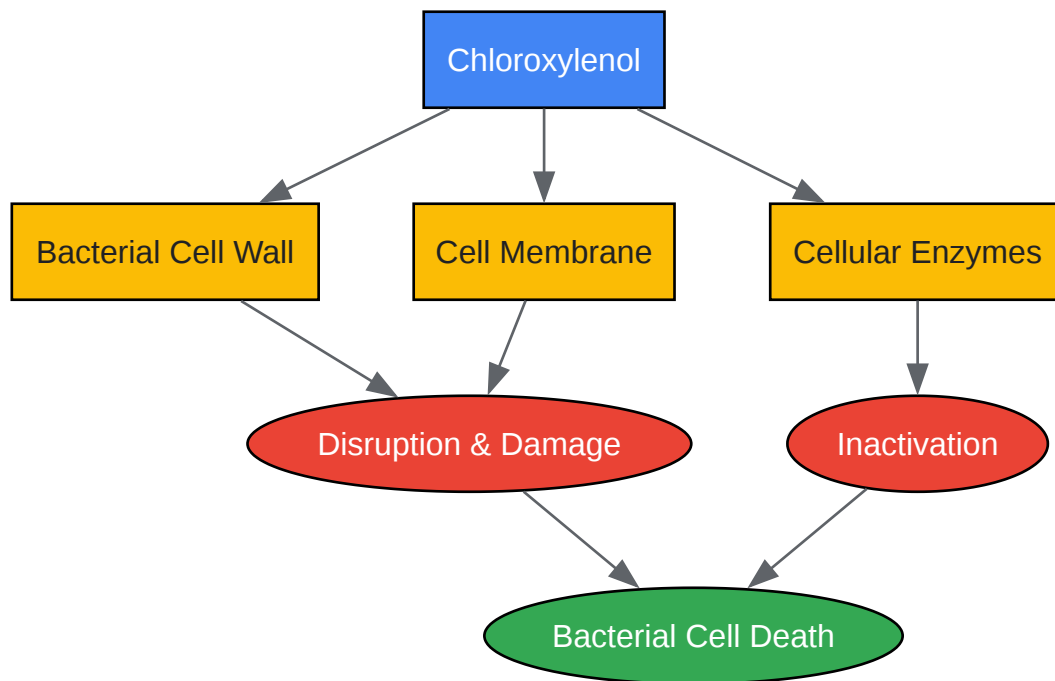 Chloroxylenol
Bacterial Cell Wall
Cell Membrane
Cellular Enzymes
Disruption & Damage
Inactivation
Bacterial Cell Death